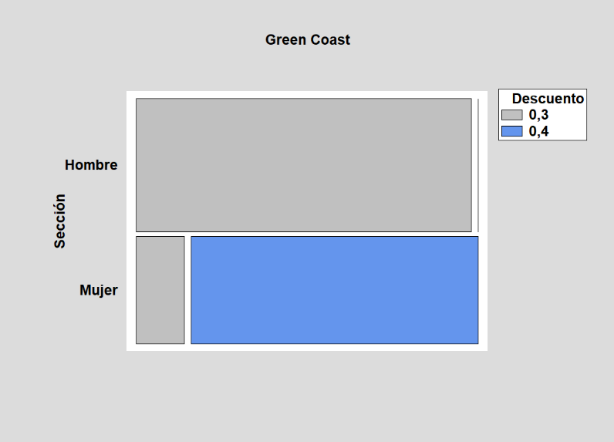 Green Coast
Descuento
0,3
0,4
Hombre
Sección
Mujer